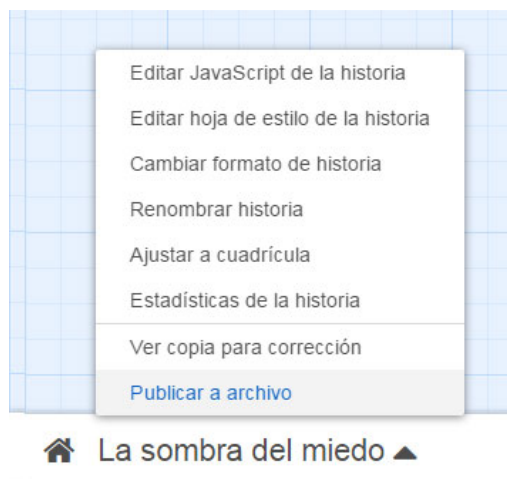 Editar JavaScript de la historia
Editar hoja de estilo de la historia
Cambiar formato de historia
Renombrar historia
Ajustar a cuadrícula
Estadísticas de la historia
Ver copia para corrección
Publicar a archivo
La sombra del miedo